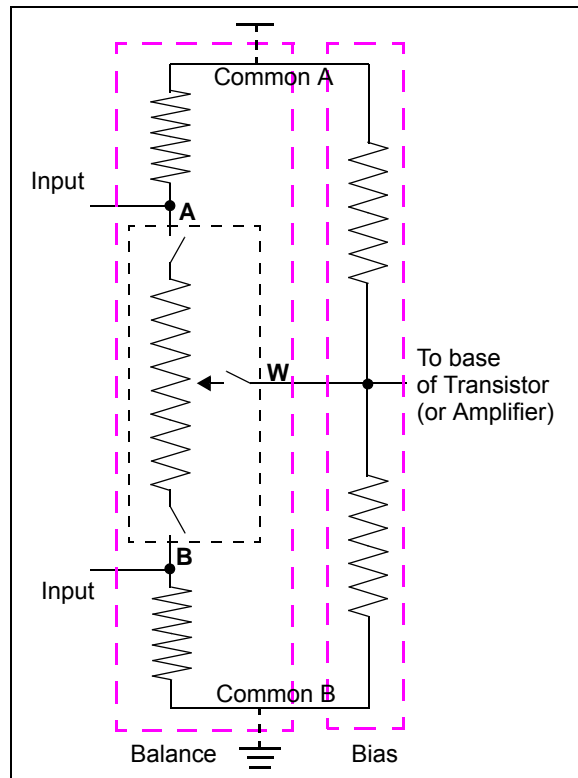 Common A
Input
A
W
To base
of Transistor
(or Amplifier)
B
Input
Common B
Balance
Bias